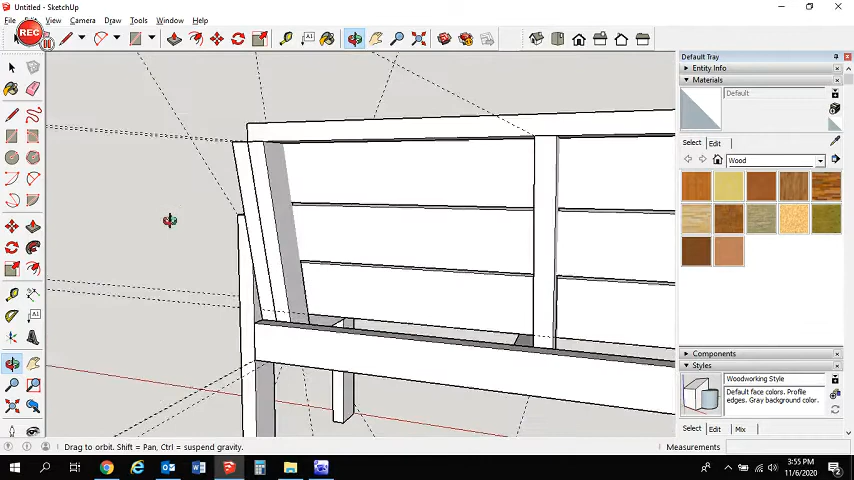 Untitled - SketchUp
REC
File Edit View Camera Draw Tools Window Help
Default Tray
Entity Info
Materials
Default
Select Edit
Wood
Components
Styles
Woodworking Style
Default face colors. Profile
edges. Gray background color.
Select Edit Mix
Drag to orbit. Shift = Pan, Ctrl = suspend gravity.
Measurements
3:55 PM
11/6/2020